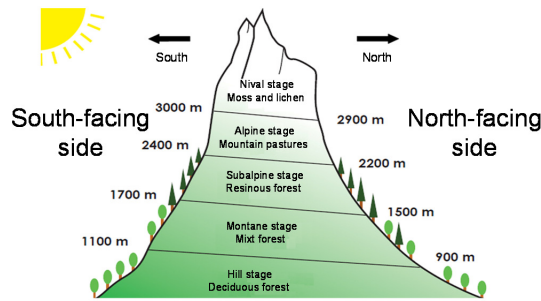 South
North
Nival stage
Moss and lichen
3000 m
2900 m
South-facing
side
North-facing
side
Alpine stage
Mountain pastures
2400 m
2200 m
Subalpine stage
Resinous forest
1700 m
1500 m
Montane stage
Mixt forest
1100 m
900 m
Hill stage
Deciduous forest